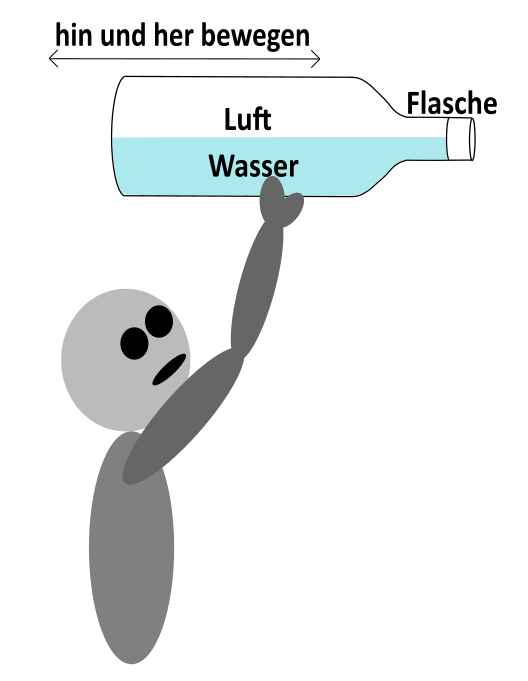 hin und her bewegen
Flasche
Luft
Wasser